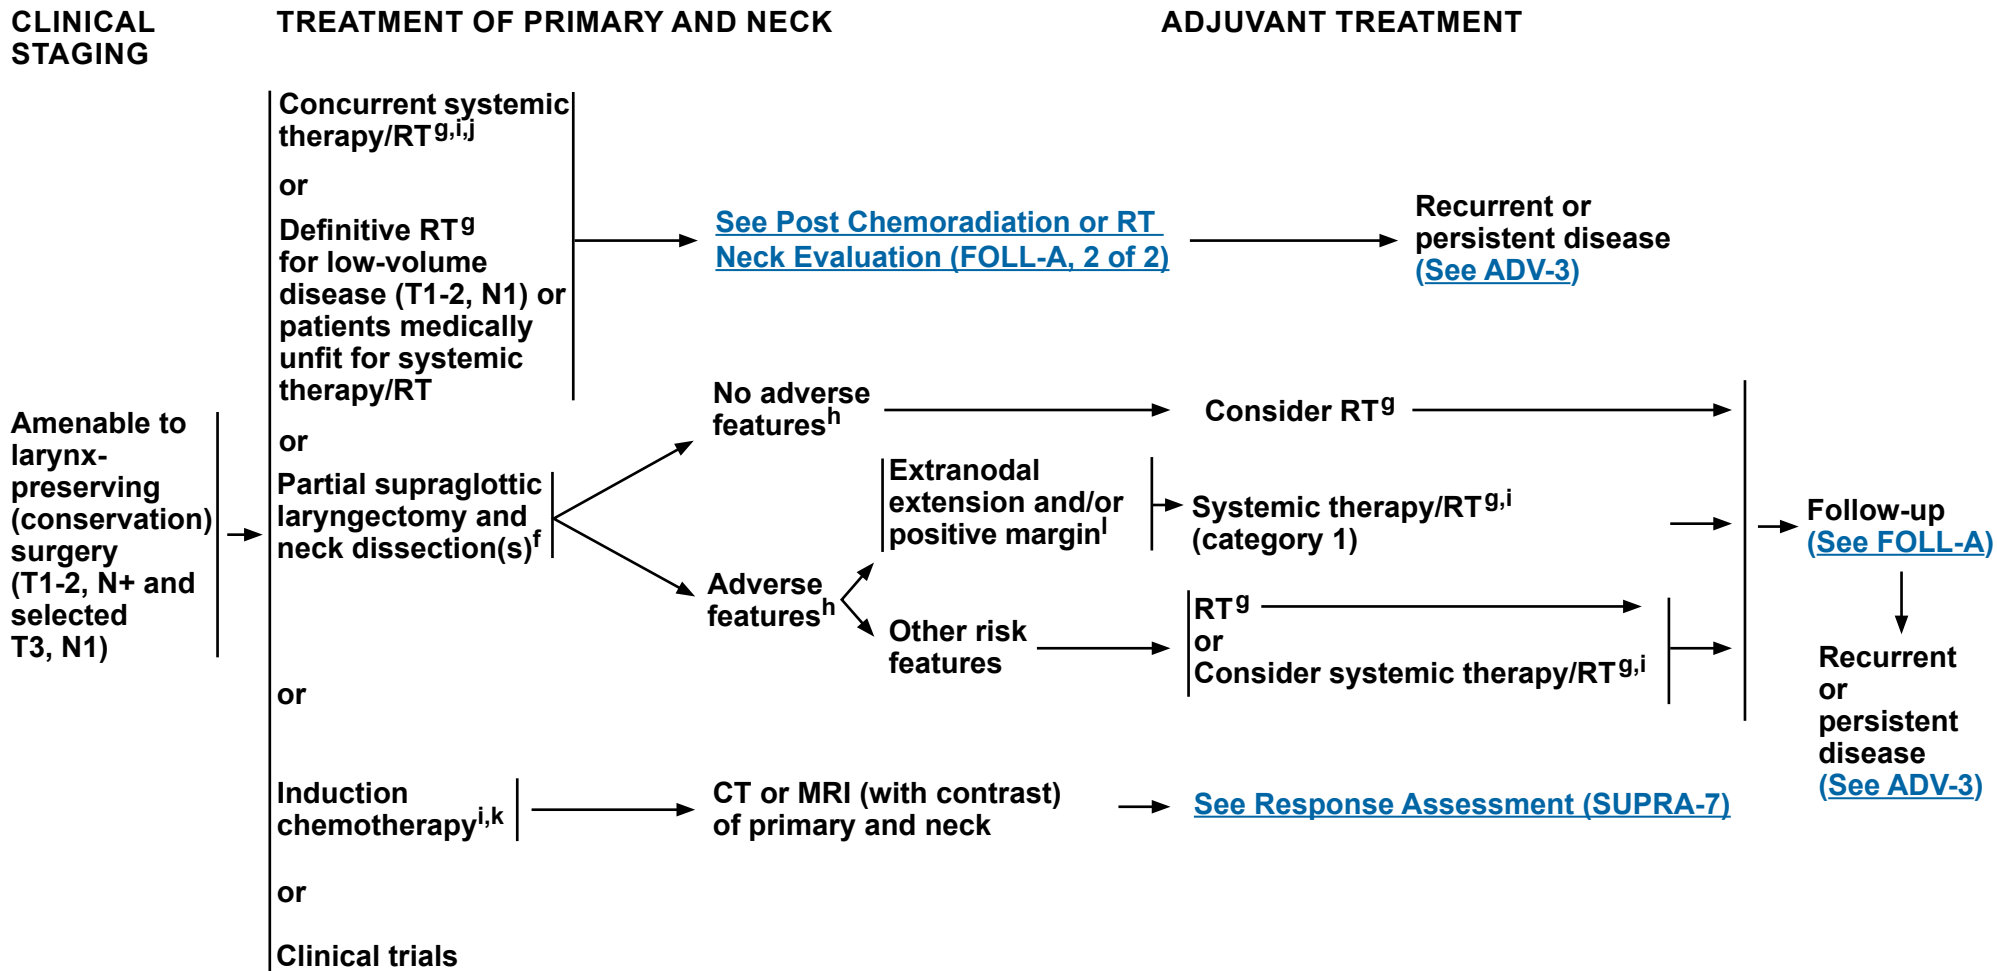 CLINICAL
STAGING
TREATMENT OF PRIMARY AND NECK
ADJUVANT TREATMENT
Amenable to
larynx-
preserving
(conservation)
surgery
(T1-2, N+ and
selected
T3, N1)
Concurrent systemic
therapy/RTg,i,j
or
Definitive RTg
for low-volume
disease (T1-2, N1) or
patients medically
unfit for systemic
therapy/RT
See Post Chemoradiation or RT
Neck Evaluation (FOLL-A, 2 of 2)
Recurrent or
persistent disease
(See ADV-3)
or
Partial supraglottic
laryngectomy and
neck dissection(s)f
No adverse
featuresh
Consider RTg
Adverse
featuresh
Extranodal
extension and/or
positive marginl
Systemic therapy/RTg,i
(category 1)
Other risk
features
RTg
or
Consider systemic therapy/RTg,i
Follow-up
(See FOLL-A)
Recurrent
or
persistent
disease
(See ADV-3)
or
Induction
chemotherapyi,k
CT or MRI (with contrast)
of primary and neck
See Response Assessment (SUPRA-7)
or
Clinical trials